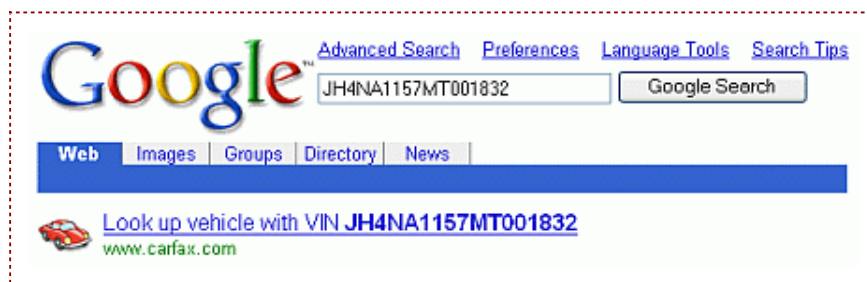 Google™
Advanced Search Preferences Language Tools Search Tips
JH4NA1157MT001832 Google Search
Web Images Groups Directory News
Look up vehicle with VIN JH4NA1157MT001832
www.carfax.com